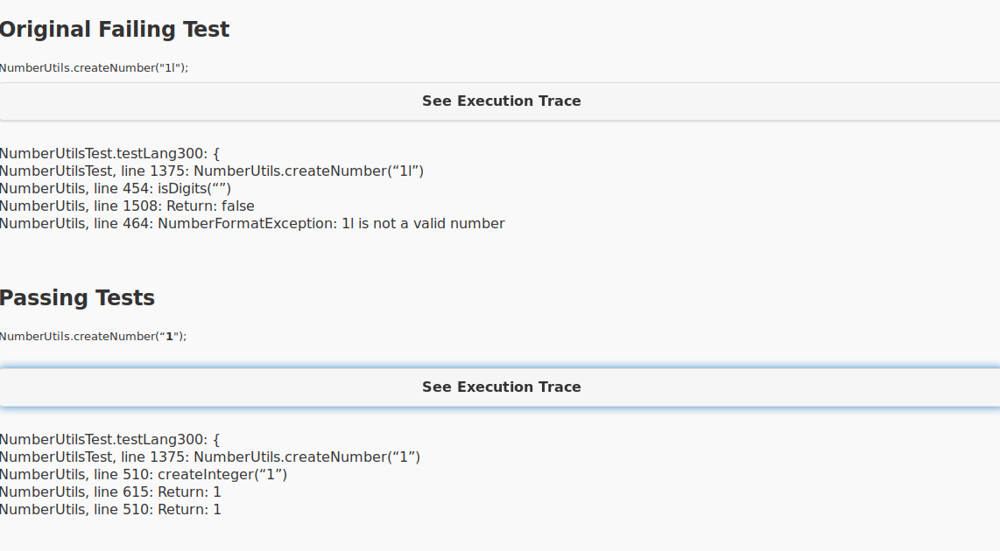 Original Failing Test
NumberUtils.createNumber("1l");
See Execution Trace
NumberUtilsTest.testLang300: {
NumberUtilsTest, line 1375: NumberUtils.createNumber(“1l”)
NumberUtils, line 454: isDigits(“”)
NumberUtils, line 1508: Return: false
NumberUtils, line 464: NumberFormatException: 1l is not a valid number
Passing Tests
NumberUtils.createNumber(“1");
See Execution Trace
NumberUtilsTest.testLang300: {
NumberUtilsTest, line 1375: NumberUtils.createNumber(“1”)
NumberUtils, line 510: createInteger(“1”)
NumberUtils, line 615: Return: 1
NumberUtils, line 510: Return: 1